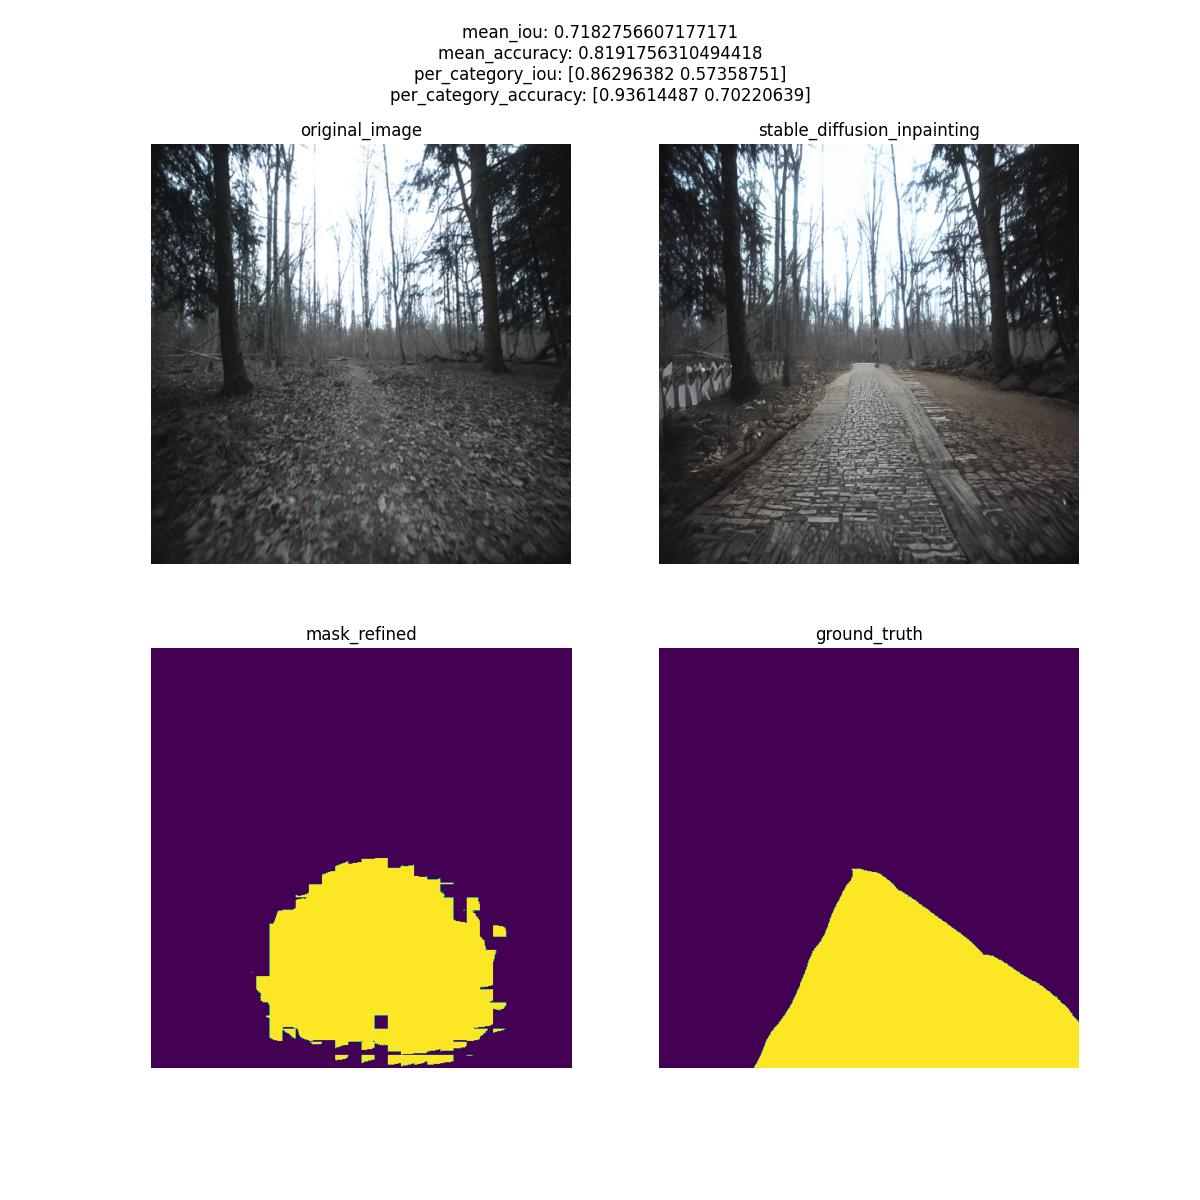 mean_iou: 0.7182756607177171
mean_accuracy: 0.8191756310494418
per_category_iou: [0.86296382 0.57358751]
per_category_accuracy: [0.93614487 0.70220639]
original_image
stable_diffusion_inpainting
mask_refined
ground_truth